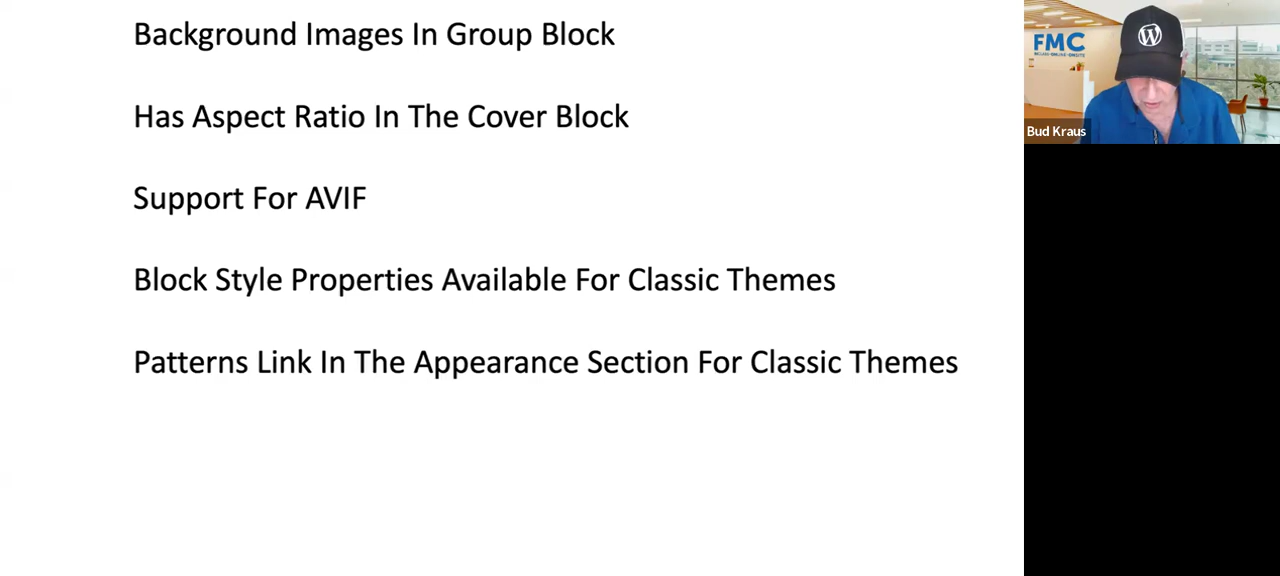 Background Images In Group Block
Has Aspect Ratio In The Cover Block
Support For AVIF
Block Style Properties Available For Classic Themes
Patterns Link In The Appearance Section For Classic Themes
FMC
Bud Kraus